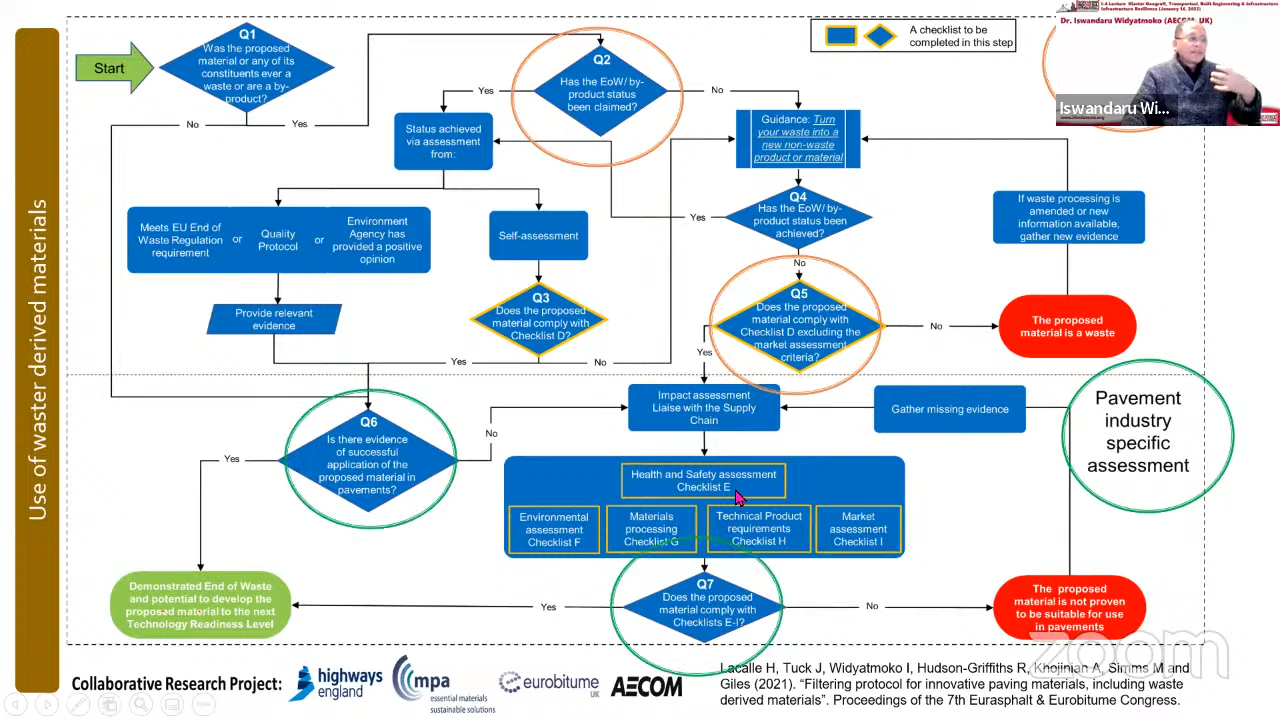 I-4 Lecture Klaster Geografi, Transportasi, Built Engineering & Infrastructure
Infrastructure Resilience (January 14, 2022)
Dr. Iswandaru Widyatmoko (AECOM, UK)
Iswandaru Wi...
A checklist to be
completed in this step
Use of waster derived materials
Start
Q1
Was the proposed
material or any of its
constituents ever a
waste or are a by-
product?
No
Yes
Q2
Has the EoW/ by-
product status
been claimed?
Yes
No
Status achieved
via assessment
from:
Guidance: Turn
your waste into a
new non-waste
product or material
Meets EU End of
Waste Regulation
requirement
or
Quality
Protocol
or
Environment
Agency has
provided a positive
opinion
Self-assessment
Yes
Q4
Has the EoW/ by-
product status been
achieved?
No
If waste processing is
amended or new
information available,
gather new evidence
Provide relevant
evidence
Q3
Does the proposed
material comply with
Checklist D?
Yes
No
Q5
Does the proposed
material comply with
Checklist D excluding the
market assessment
criteria?
No
Yes
The proposed
material is a waste
Impact assessment
Liaise with the Supply
Chain
Gather missing evidence
Pavement
industry
specific
assessment
Q6
Is there evidence
of successful
application of the
proposed material in
pavements?
Yes
No
Health and Safety assessment
Checklist E
Environmental
assessment
Checklist F
Materials
processing
Checklist G
Technical Product
requirements
Checklist H
Market
assessment
Checklist I
Demonstrated End of Waste
and potential to develop the
proposed material to the next
Technology Readiness Level
Yes
Q7
Does the proposed
material comply with
Checklists E-I?
No
The proposed
material is not proven
to be suitable for use
in pavements
zoom
Collaborative Research Project:
highways
england
mpa
essential materials
sustainable solutions
eurobitume
UK
AECOM
Lacalle H, Tuck J, Widyatmoko I, Hudson-Griffiths R, Khojinian A, Simms M and
Giles (2021). “Filtering protocol for innovative paving materials, including waste
derived materials”. Proceedings of the 7th Eurasphalt & Eurobitume Congress.